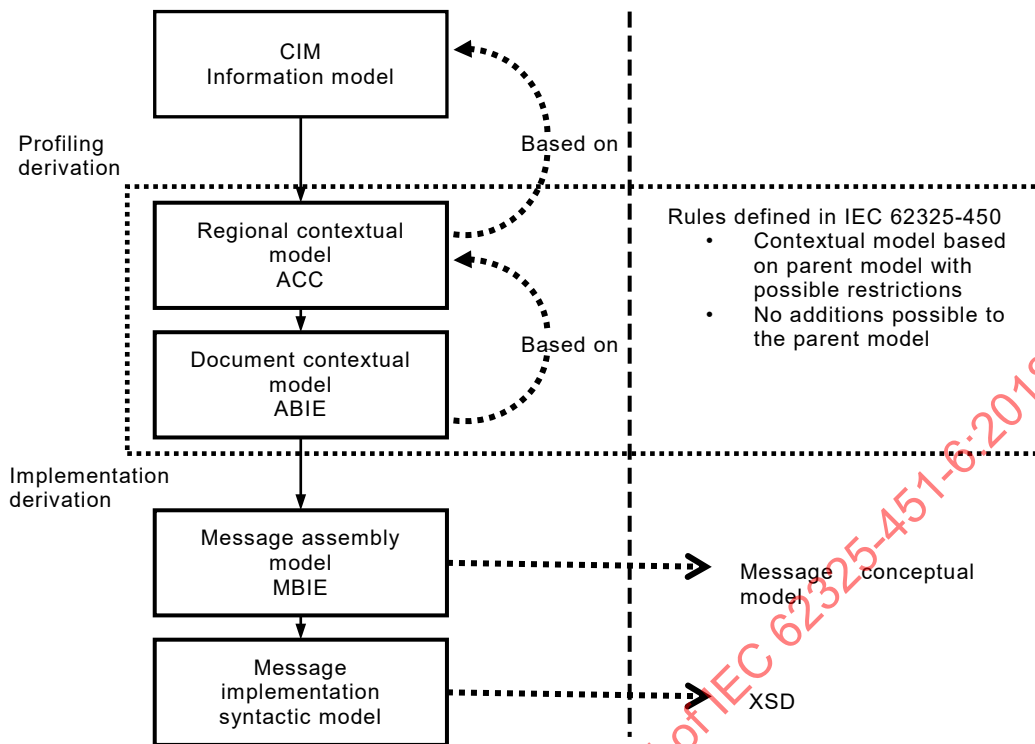 CIM
Information model
Profiling
derivation
Based on
Regional contextual
model
ACC
Rules defined in IEC 62325-450
• Contextual model based
on parent model with
possible restrictions
• No additions possible to
the parent model
Document contextual
model
ABIE
Based on
Implementation
derivation
Message assembly
model
MBIE
Message conceptual
model
Message
implementation
syntactic model
XSD
of IEC 62325-451-6:2018